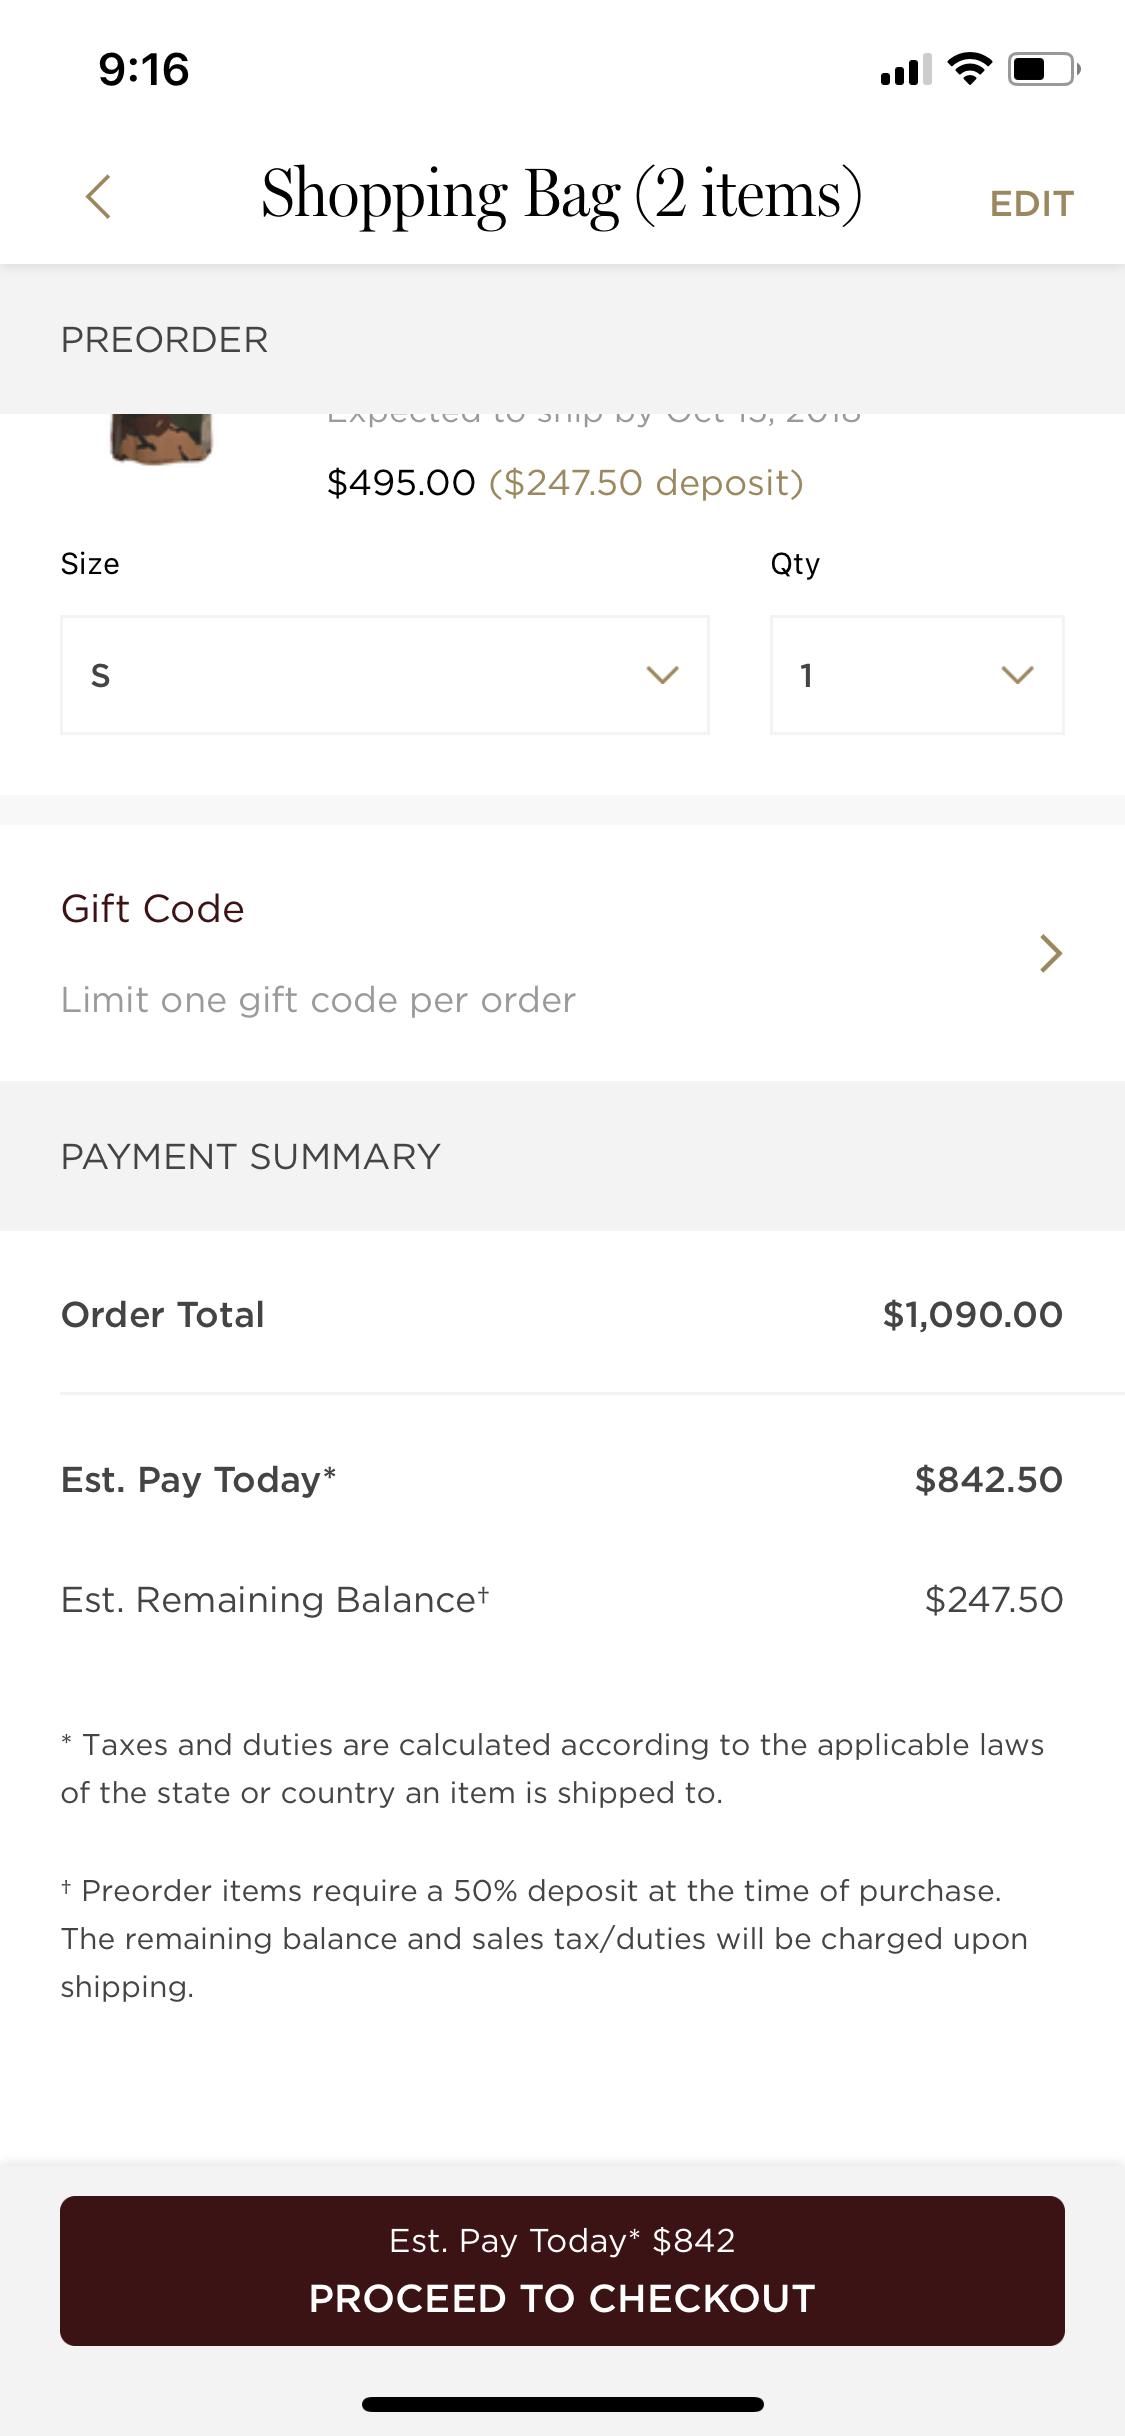 9:16
Shopping Bag (2 items)
EDIT
PREORDER
Expected to ship by Oct 15, 2018
$495.00 ($247.50 deposit)
Size
Qty
S
1
Gift Code
Limit one gift code per order
PAYMENT SUMMARY
Order Total
$1,090.00
Est. Pay Today*
$842.50
Est. Remaining Balance†
$247.50
* Taxes and duties are calculated according to the applicable laws
of the state or country an item is shipped to.
† Preorder items require a 50% deposit at the time of purchase.
The remaining balance and sales tax/duties will be charged upon
shipping.
Est. Pay Today* $842
PROCEED TO CHECKOUT